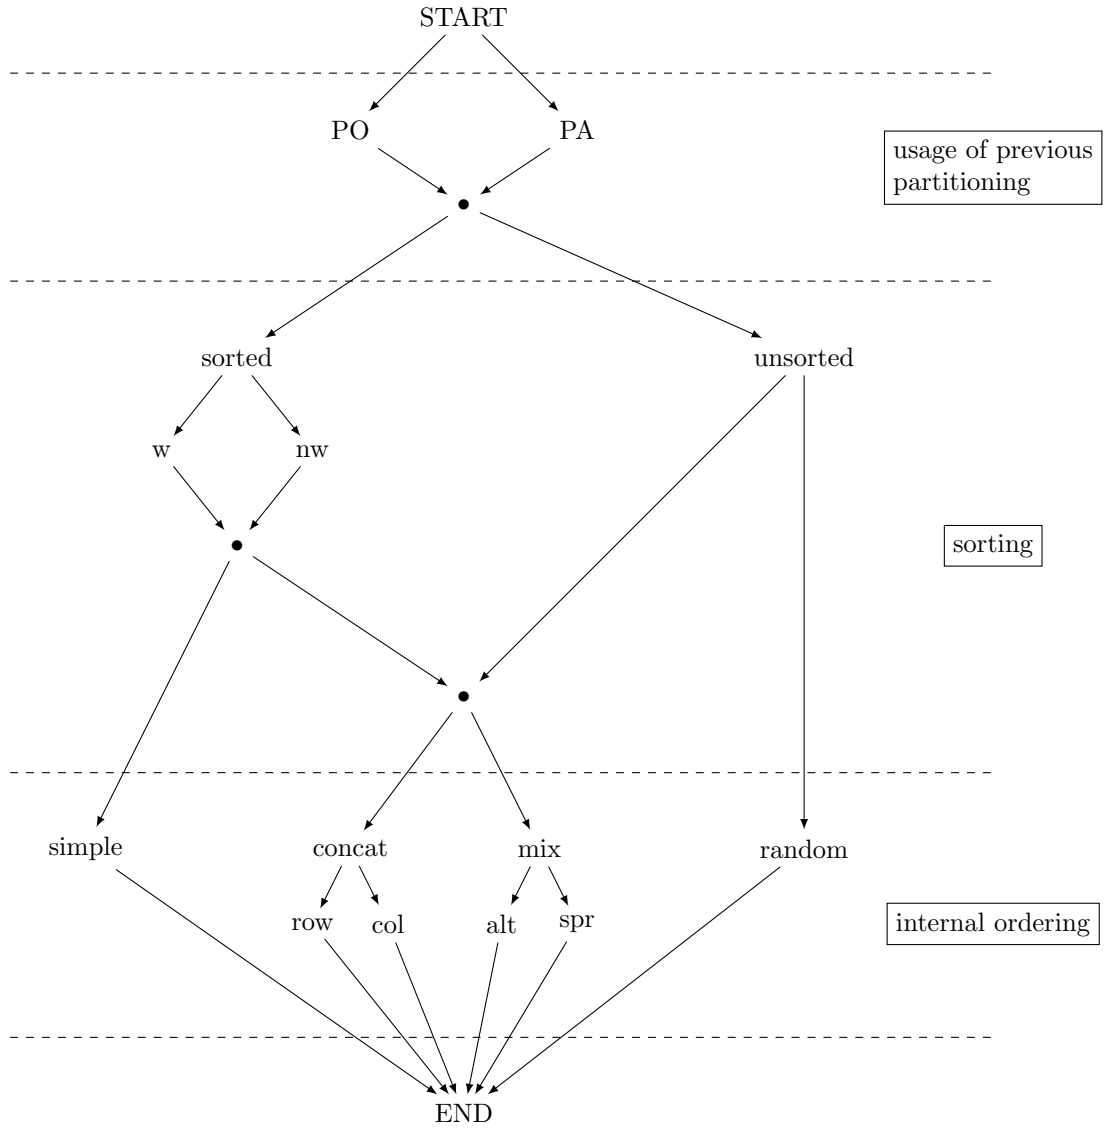 START
PO
PA
usage of previous
partitioning
sorted
unsorted
w
nw
sorting
simple
concat
mix
random
row
col
alt
spr
internal ordering
END